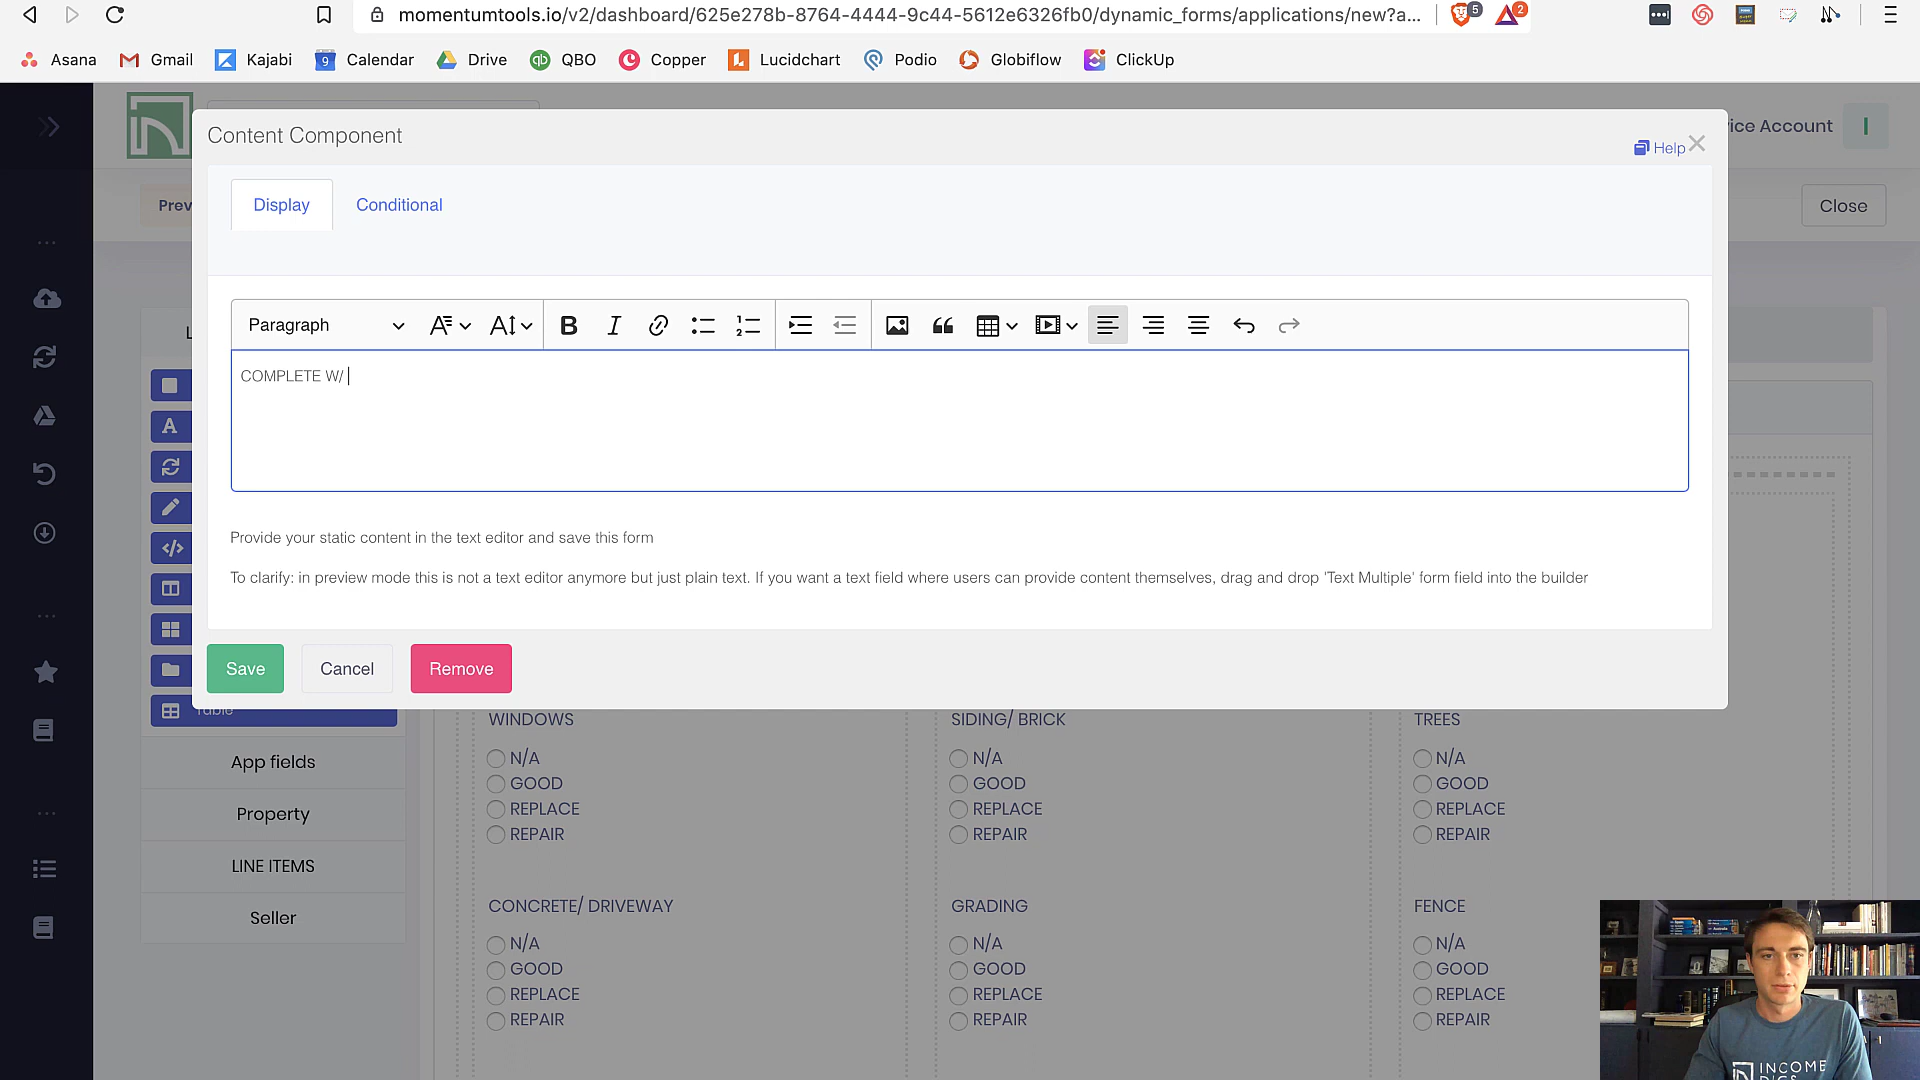 momentumtools.io/v2/dashboard/625e278b-8764-4444-9c44-5612e6326fb0/dynamic_forms/applications/new?a...
5
2
Asana
Gmail
Kajabi
9
Calendar
Drive
QBO
Copper
Lucidchart
Podio
Globiflow
ClickUp
Content Component
Help
ice Account
I
Display
Conditional
Prev
Close
Paragraph
COMPLETE W/
Provide your static content in the text editor and save this form
To clarify: in preview mode this is not a text editor anymore but just plain text. If you want a text field where users can provide content themselves, drag and drop 'Text Multiple' form field into the builder
Save
Cancel
Remove
Table
App fields
Property
LINE ITEMS
Seller
WINDOWS
N/A
GOOD
REPLACE
REPAIR
SIDING/ BRICK
N/A
GOOD
REPLACE
REPAIR
TREES
N/A
GOOD
REPLACE
REPAIR
CONCRETE/ DRIVEWAY
N/A
GOOD
REPLACE
REPAIR
GRADING
N/A
GOOD
REPLACE
REPAIR
FENCE
N/A
GOOD
REPLACE
REPAIR
INCOME
DIGS